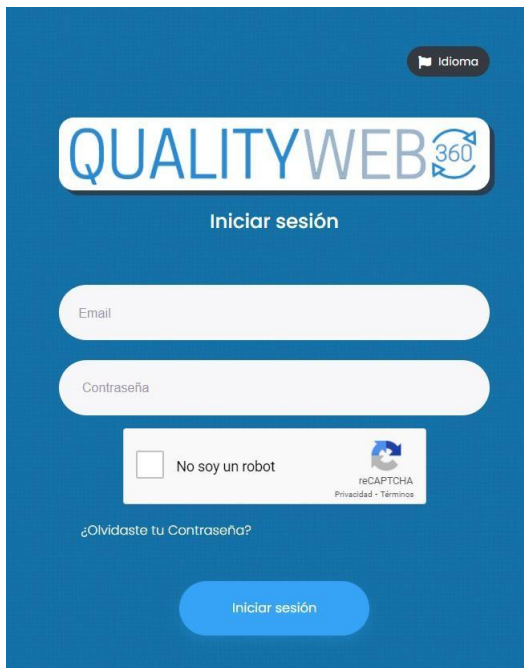 Idioma
QUALITYWEB 360
Iniciar sesión
Email
Contraseña
No soy un robot
reCAPTCHA
Privacidad - Términos
¿Olvidaste tu Contraseña?
Iniciar sesión